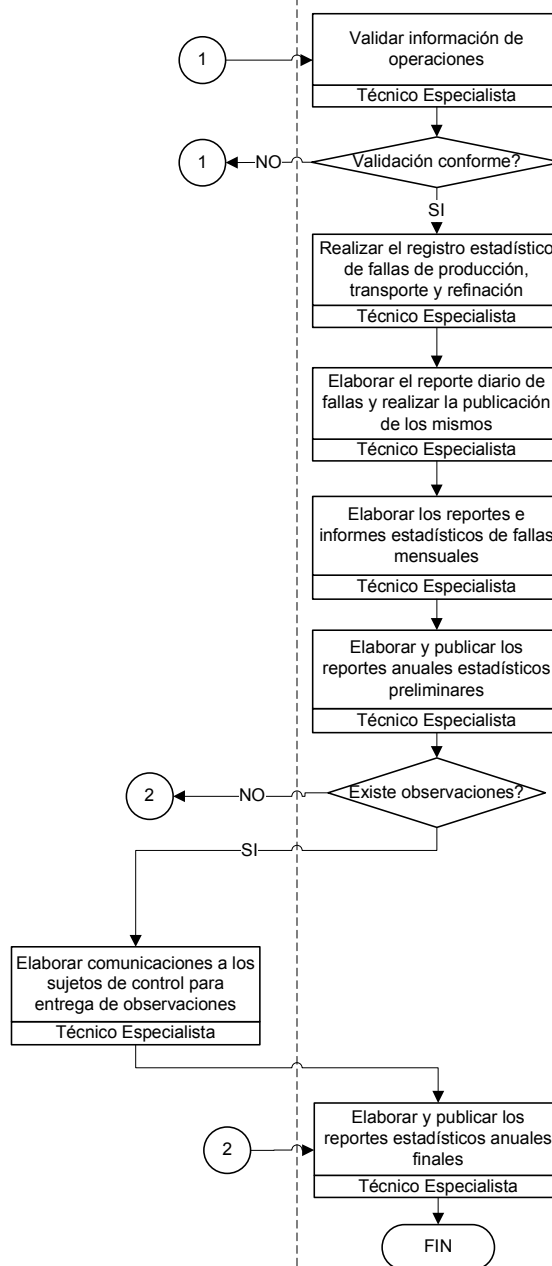 Validar información de
operaciones
1
Técnico Especialista
1
NO
Validación conforme?
SI
Realizar el registro estadístico
de fallas de producción,
transporte y refinación
Técnico Especialista
Elaborar el reporte diario de
fallas y realizar la publicación
de los mismos
Técnico Especialista
Elaborar los reportes e
informes estadísticos de fallas
mensuales
Técnico Especialista
Elaborar y publicar los
reportes anuales estadísticos
preliminares
Técnico Especialista
2
NO
Existe observaciones?
SI
Elaborar comunicaciones a los
sujetos de control para
entrega de observaciones
Técnico Especialista
Elaborar y publicar los
reportes estadísticos anuales
finales
2
Técnico Especialista
FIN